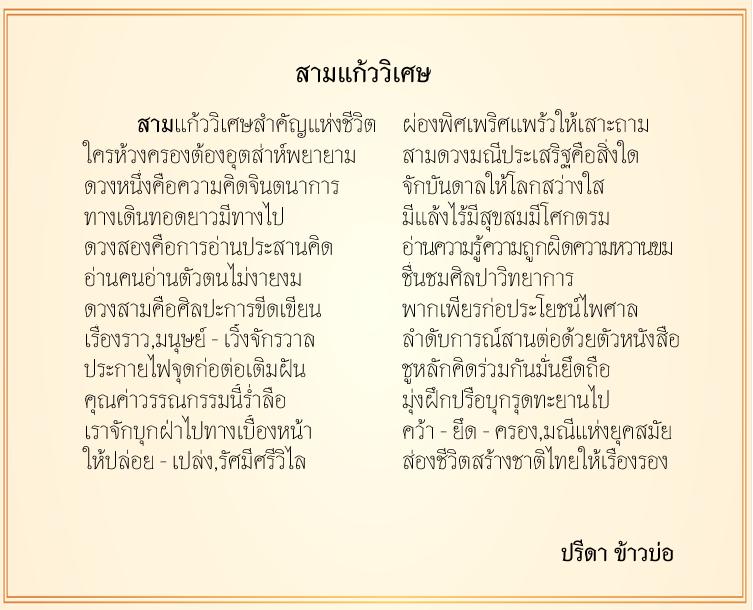 สามแก้ววิเศษ
สามแก้ววิเศษสำคัญแห่งชีวิต ผ่องพิศเพริศแพร้วให้เสาะถาม
ใครห้วงครองต้องอุตส่าห์พยายาม สามดวงมณีประเสริฐคือสิ่งใด
ดวงหนึ่งคือความคิดจินตนาการ จักบันดาลให้โลกสว่างใส
ทางเดินทอดยาวมีทางไป มีแล้งไร้มีสุขสมมีโศกตรม
ดวงสองคือการอ่านประสานคิด อ่านความรู้ความถูกผิดความหวานขม
อ่านคนอ่านตัวตนไม่งายงม ชื่นชมศิลปาวิทยาการ
ดวงสามคือศิลปะการขีดเขียน พากเพียรก่อประโยชน์ไพศาล
เรื่องราว,มนุษย์ - เวิ้งจักรวาล ลำดับการณ์สานต่อด้วยตัวหนังสือ
ประกายไฟจุดก่อต่อเติมฝัน ชูหลักคิดร่วมกันมั่นยึดถือ
คุณค่าวรรณกรรมนี้ร่ำลือ มุ่งฝึกปรือบุกรุดทะยานไป
เราจักบุกฝ่าไปทางเบื้องหน้า คว้า - ยึด - ครอง,มณีแห่งยุคสมัย
ให้ปล่อย - เปล่ง,รัศมีศรีวิไล ส่องชีวิตสร้างชาติไทยให้เรืองรอง
ปรีดา ข้าวบ่อ